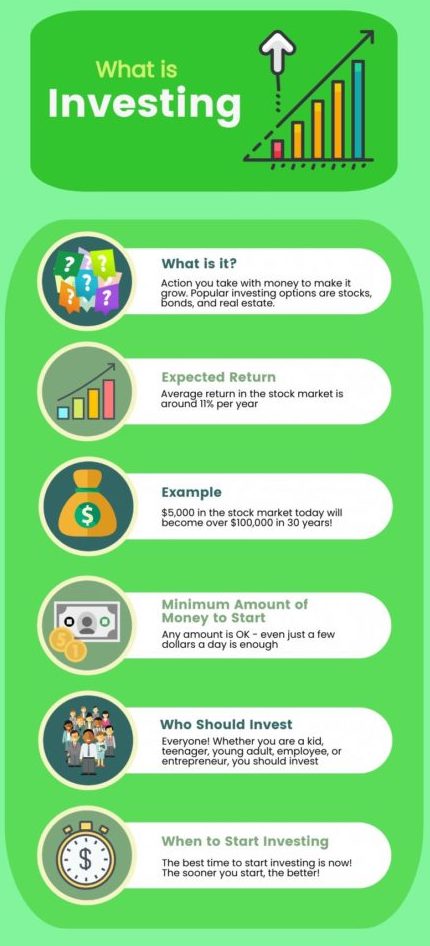 What is
Investing
What is it?
Action you take with money to make it
grow. Popular investing options are stocks,
bonds, and real estate.
Expected Return
Average return in the stock market is
around 11% per year
Example
$5,000 in the stock market today will
become over $100,000 in 30 years!
Minimum Amount of
Money to Start
Any amount is OK - even just a few
dollars a day is enough
Who Should Invest
Everyone! Whether you are a kid,
teenager, young adult, employee, or
entrepreneur, you should invest
When to Start Investing
The best time to start investing is now!
The sooner you start, the better!